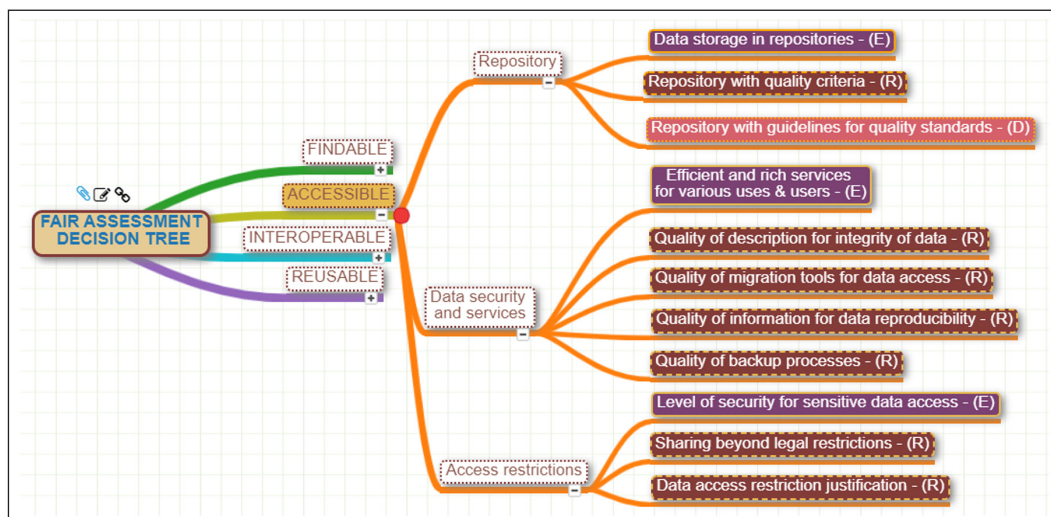 FAIR ASSESSMENT
DECISION TREE
FINDABLE
ACCESSIBLE
INTEROPERABLE
REUSABLE
Repository
Data storage in repositories - (E)
Repository with quality criteria - (R)
Repository with guidelines for quality standards - (D)
Data security
and services
Efficient and rich services
for various uses & users - (E)
Quality of description for integrity of data - (R)
Quality of migration tools for data access - (R)
Quality of information for data reproducibility - (R)
Quality of backup processes - (R)
Access restrictions
Level of security for sensitive data access - (E)
Sharing beyond legal restrictions - (R)
Data access restriction justification - (R)